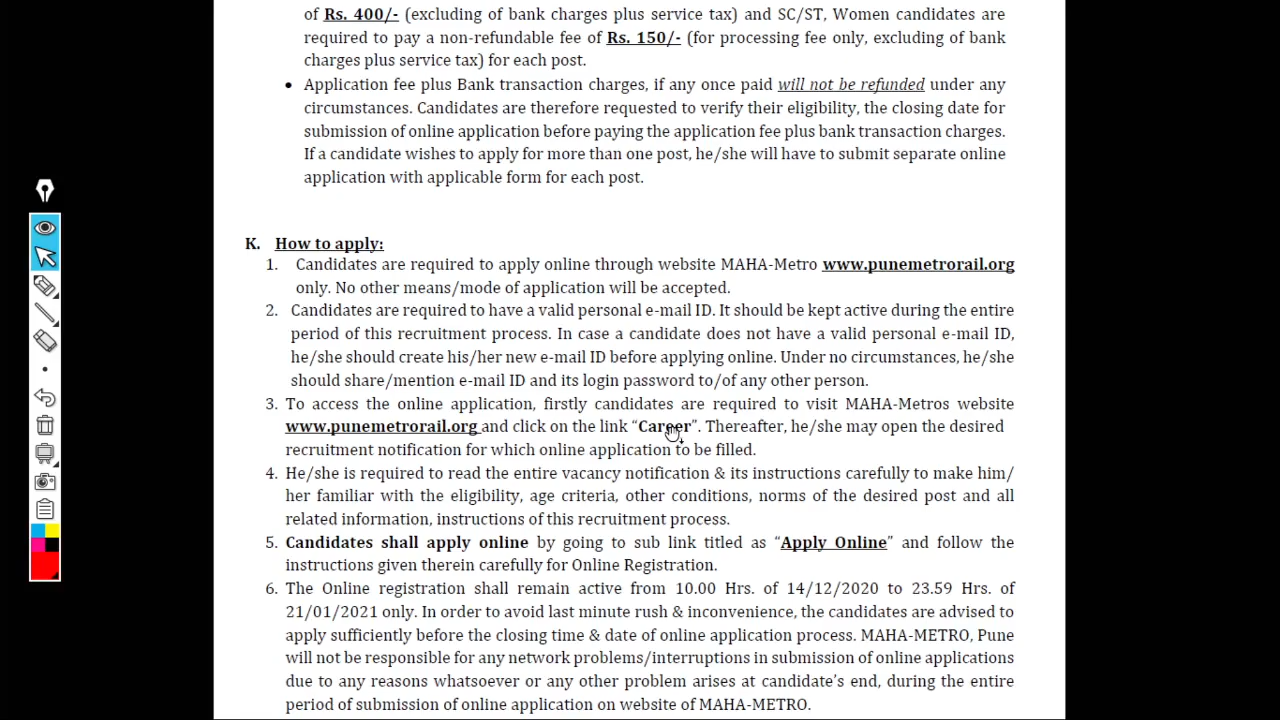 of Rs. 400/- (excluding of bank charges plus service tax) and SC/ST, Women candidates are
required to pay a non-refundable fee of Rs. 150/- (for processing fee only, excluding of bank
charges plus service tax) for each post.
• Application fee plus Bank transaction charges, if any once paid will not be refunded under any
circumstances. Candidates are therefore requested to verify their eligibility, the closing date for
submission of online application before paying the application fee plus bank transaction charges.
If a candidate wishes to apply for more than one post, he/she will have to submit separate online
application with applicable form for each post.
K. How to apply:
1. Candidates are required to apply online through website MAHA-Metro www.punemetrorail.org
only. No other means/mode of application will be accepted.
2. Candidates are required to have a valid personal e-mail ID. It should be kept active during the entire
period of this recruitment process. In case a candidate does not have a valid personal e-mail ID,
he/she should create his/her new e-mail ID before applying online. Under no circumstances, he/she
should share/mention e-mail ID and its login password to/of any other person.
3. To access the online application, firstly candidates are required to visit MAHA-Metros website
www.punemetrorail.org and click on the link “Career”. Thereafter, he/she may open the desired
recruitment notification for which online application to be filled.
4. He/she is required to read the entire vacancy notification & its instructions carefully to make him/
her familiar with the eligibility, age criteria, other conditions, norms of the desired post and all
related information, instructions of this recruitment process.
5. Candidates shall apply online by going to sub link titled as “Apply Online” and follow the
instructions given therein carefully for Online Registration.
6. The Online registration shall remain active from 10.00 Hrs. of 14/12/2020 to 23.59 Hrs. of
21/01/2021 only. In order to avoid last minute rush & inconvenience, the candidates are advised to
apply sufficiently before the closing time & date of online application process. MAHA-METRO, Pune
will not be responsible for any network problems/interruptions in submission of online applications
due to any reasons whatsoever or any other problem arises at candidate’s end, during the entire
period of submission of online application on website of MAHA-METRO.